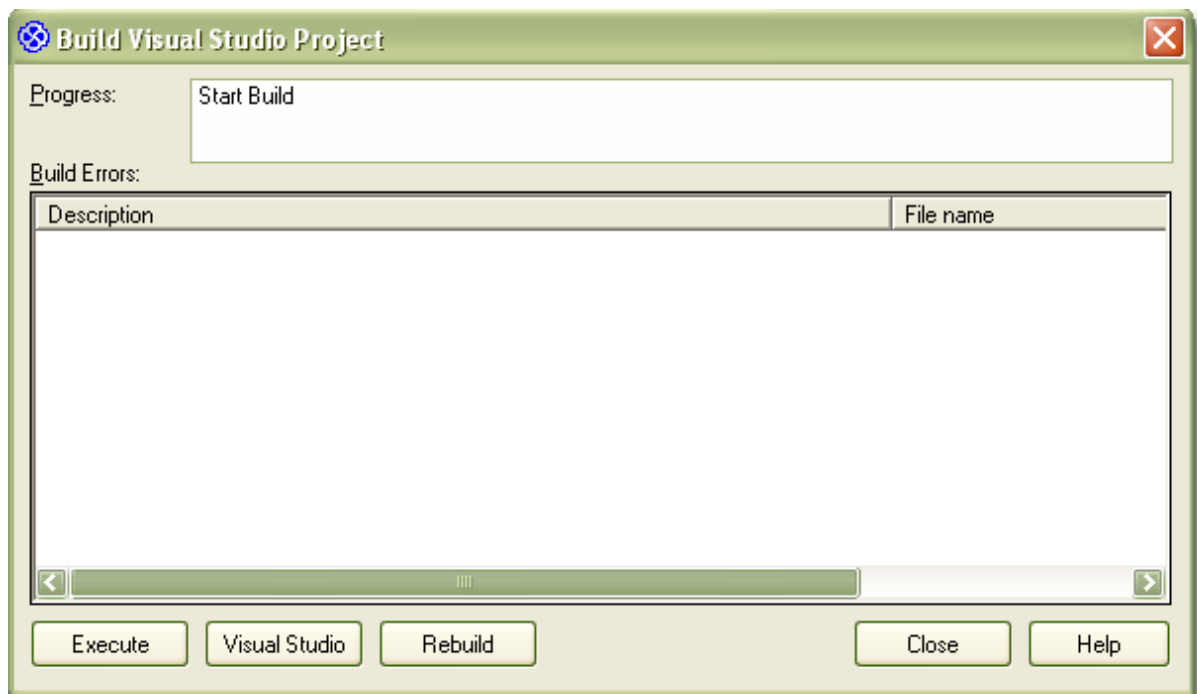 Build Visual Studio Project
Progress: Start Build
Build Errors:
Description File name
Execute Visual Studio Rebuild Close Help